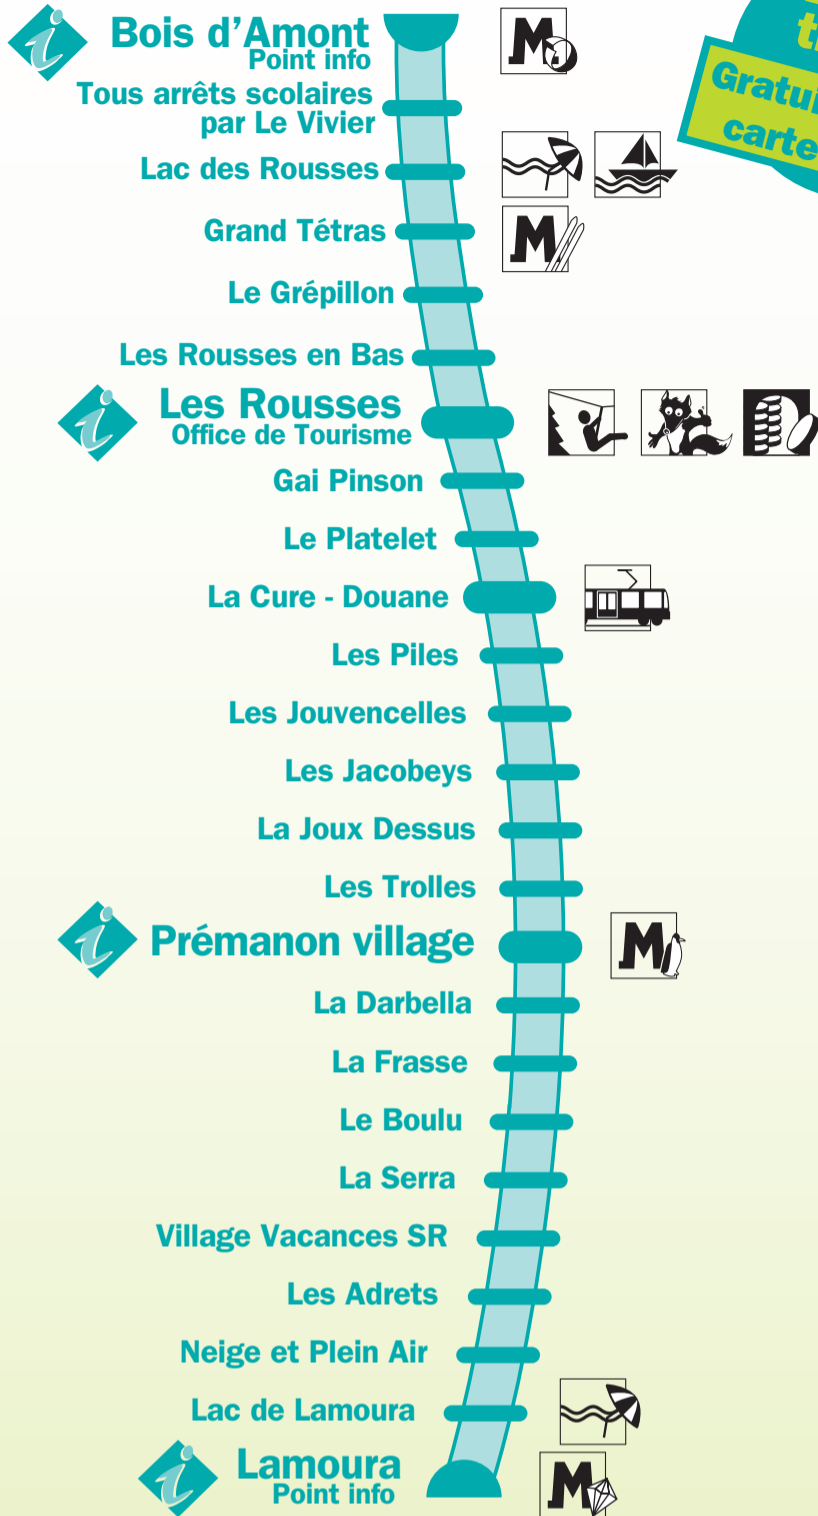 Bois d'Amont
Point info
Tous arrêts scolaires
par Le Vivier
Lac des Rousses
Grand Tétras
Le Grépillon
Les Rousses en Bas
Les Rousses
Office de Tourisme
Gai Pinson
Le Platelet
La Cure - Douane
Les Piles
Les Jouvencelles
Les Jacobeys
La Joux Dessus
Les Trolles
Prémanon village
La Darbella
La Frasse
Le Boulu
La Serra
Village Vacances SR
Les Adrets
Neige et Plein Air
Lac de Lamoura
Lamoura
Point info
M
M
M
M
carte